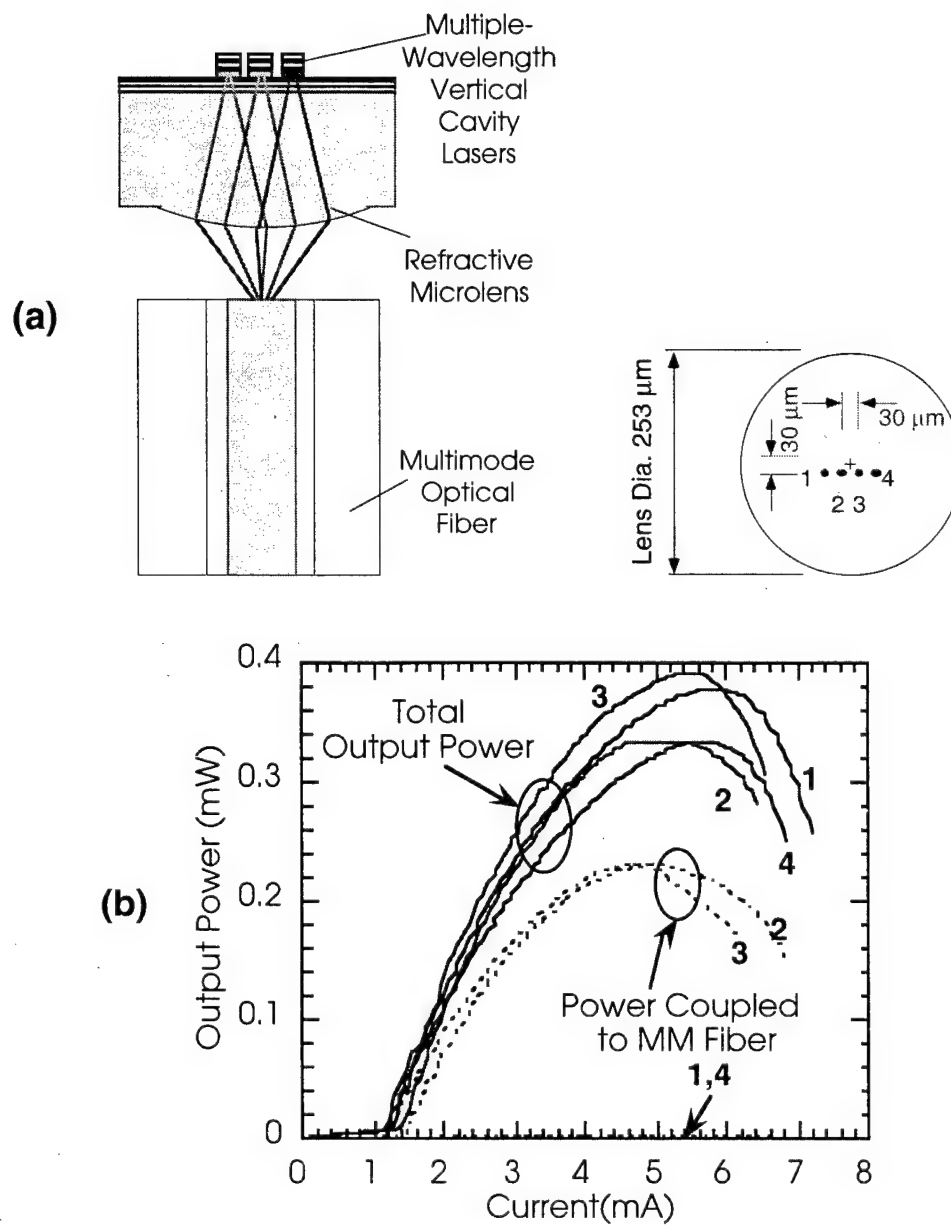 Multiple-
Wavelength
Vertical
Cavity
Lasers
Refractive
Microlens
(a)
Multimode
Optical
Fiber
Lens Dia. 253 µm
30 µm
30 µm
1
2 3
4
(b)
Output Power (mW)
0.4
0.3
0.2
0.1
0
Total
Output Power
3
1
2
4
2
3
Power Coupled
to MM Fiber
1,4
0 1 2 3 4 5 6 7 8
Current(mA)